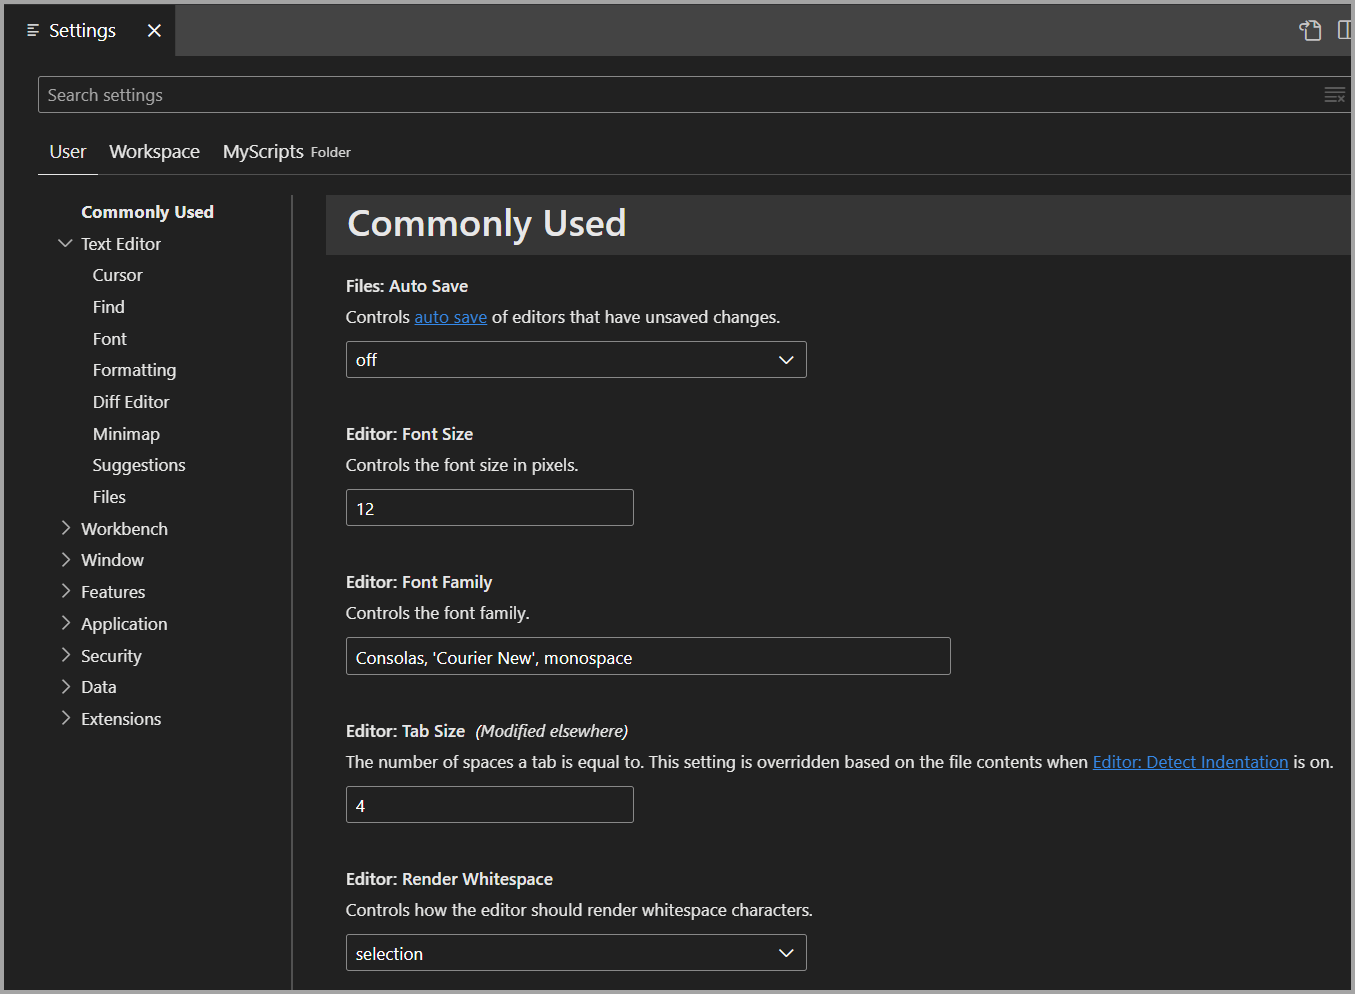 Settings
Search settings
User Workspace MyScripts Folder
Commonly Used
Text Editor
Cursor
Find
Font
Formatting
Diff Editor
Minimap
Suggestions
Files
Workbench
Window
Features
Application
Security
Data
Extensions
Commonly Used
Files: Auto Save
Controls auto save of editors that have unsaved changes.
off
Editor: Font Size
Controls the font size in pixels.
12
Editor: Font Family
Controls the font family.
Consolas, 'Courier New', monospace
Editor: Tab Size (Modified elsewhere)
The number of spaces a tab is equal to. This setting is overridden based on the file contents when Editor: Detect Indentation is on.
4
Editor: Render Whitespace
Controls how the editor should render whitespace characters.
selection